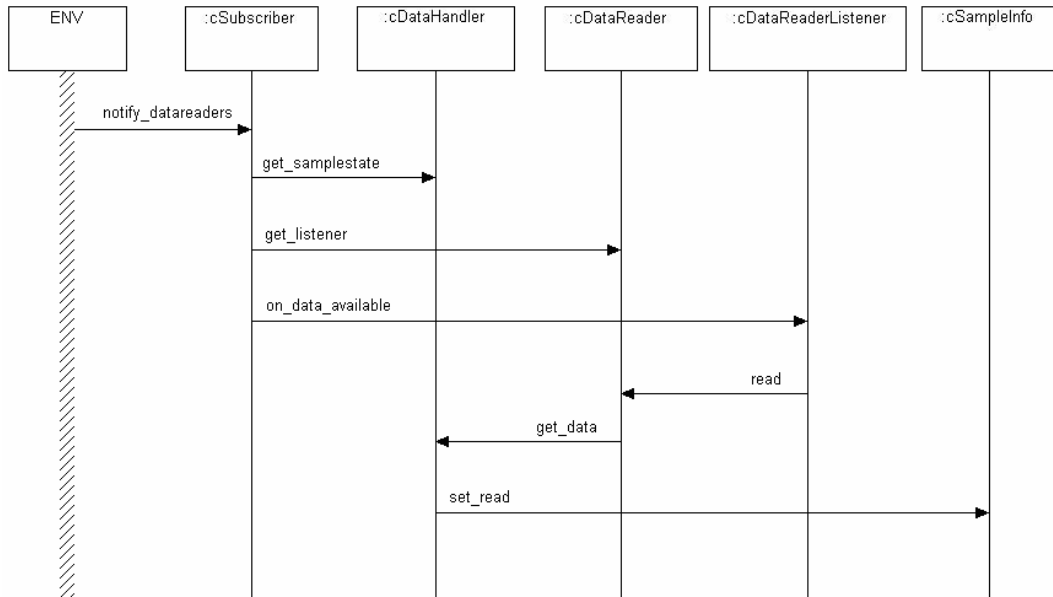 ENV
:cSubscriber
:cDataHandler
:cDataReader
:cDataReaderListener
:cSampleInfo
notify_datareaders
get_samplestate
get_listener
on_data_available
read
get_data
set_read